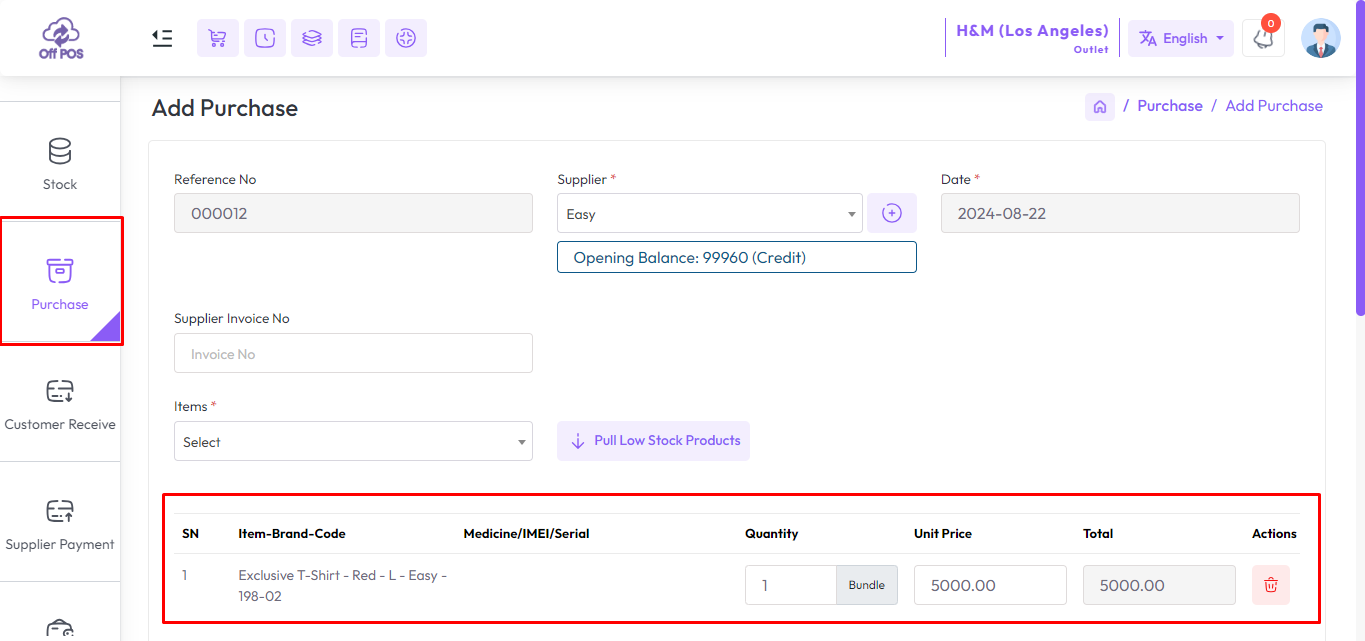 Off POS
H&M (Los Angeles)
Outlet
English
0
Add Purchase
/ Purchase / Add Purchase
Stock
Purchase
Customer Receive
Supplier Payment
Reference No
Supplier *
Date *
000012
Easy
2024-08-22
Opening Balance: 99960 (Credit)
Supplier Invoice No
Invoice No
Items *
Select
Pull Low Stock Products
SN Item-Brand-Code Medicine/IMEI/Serial Quantity Unit Price Total Actions
1 Exclusive T-Shirt - Red - L - Easy - 1 Bundle 5000.00 5000.00
198-02